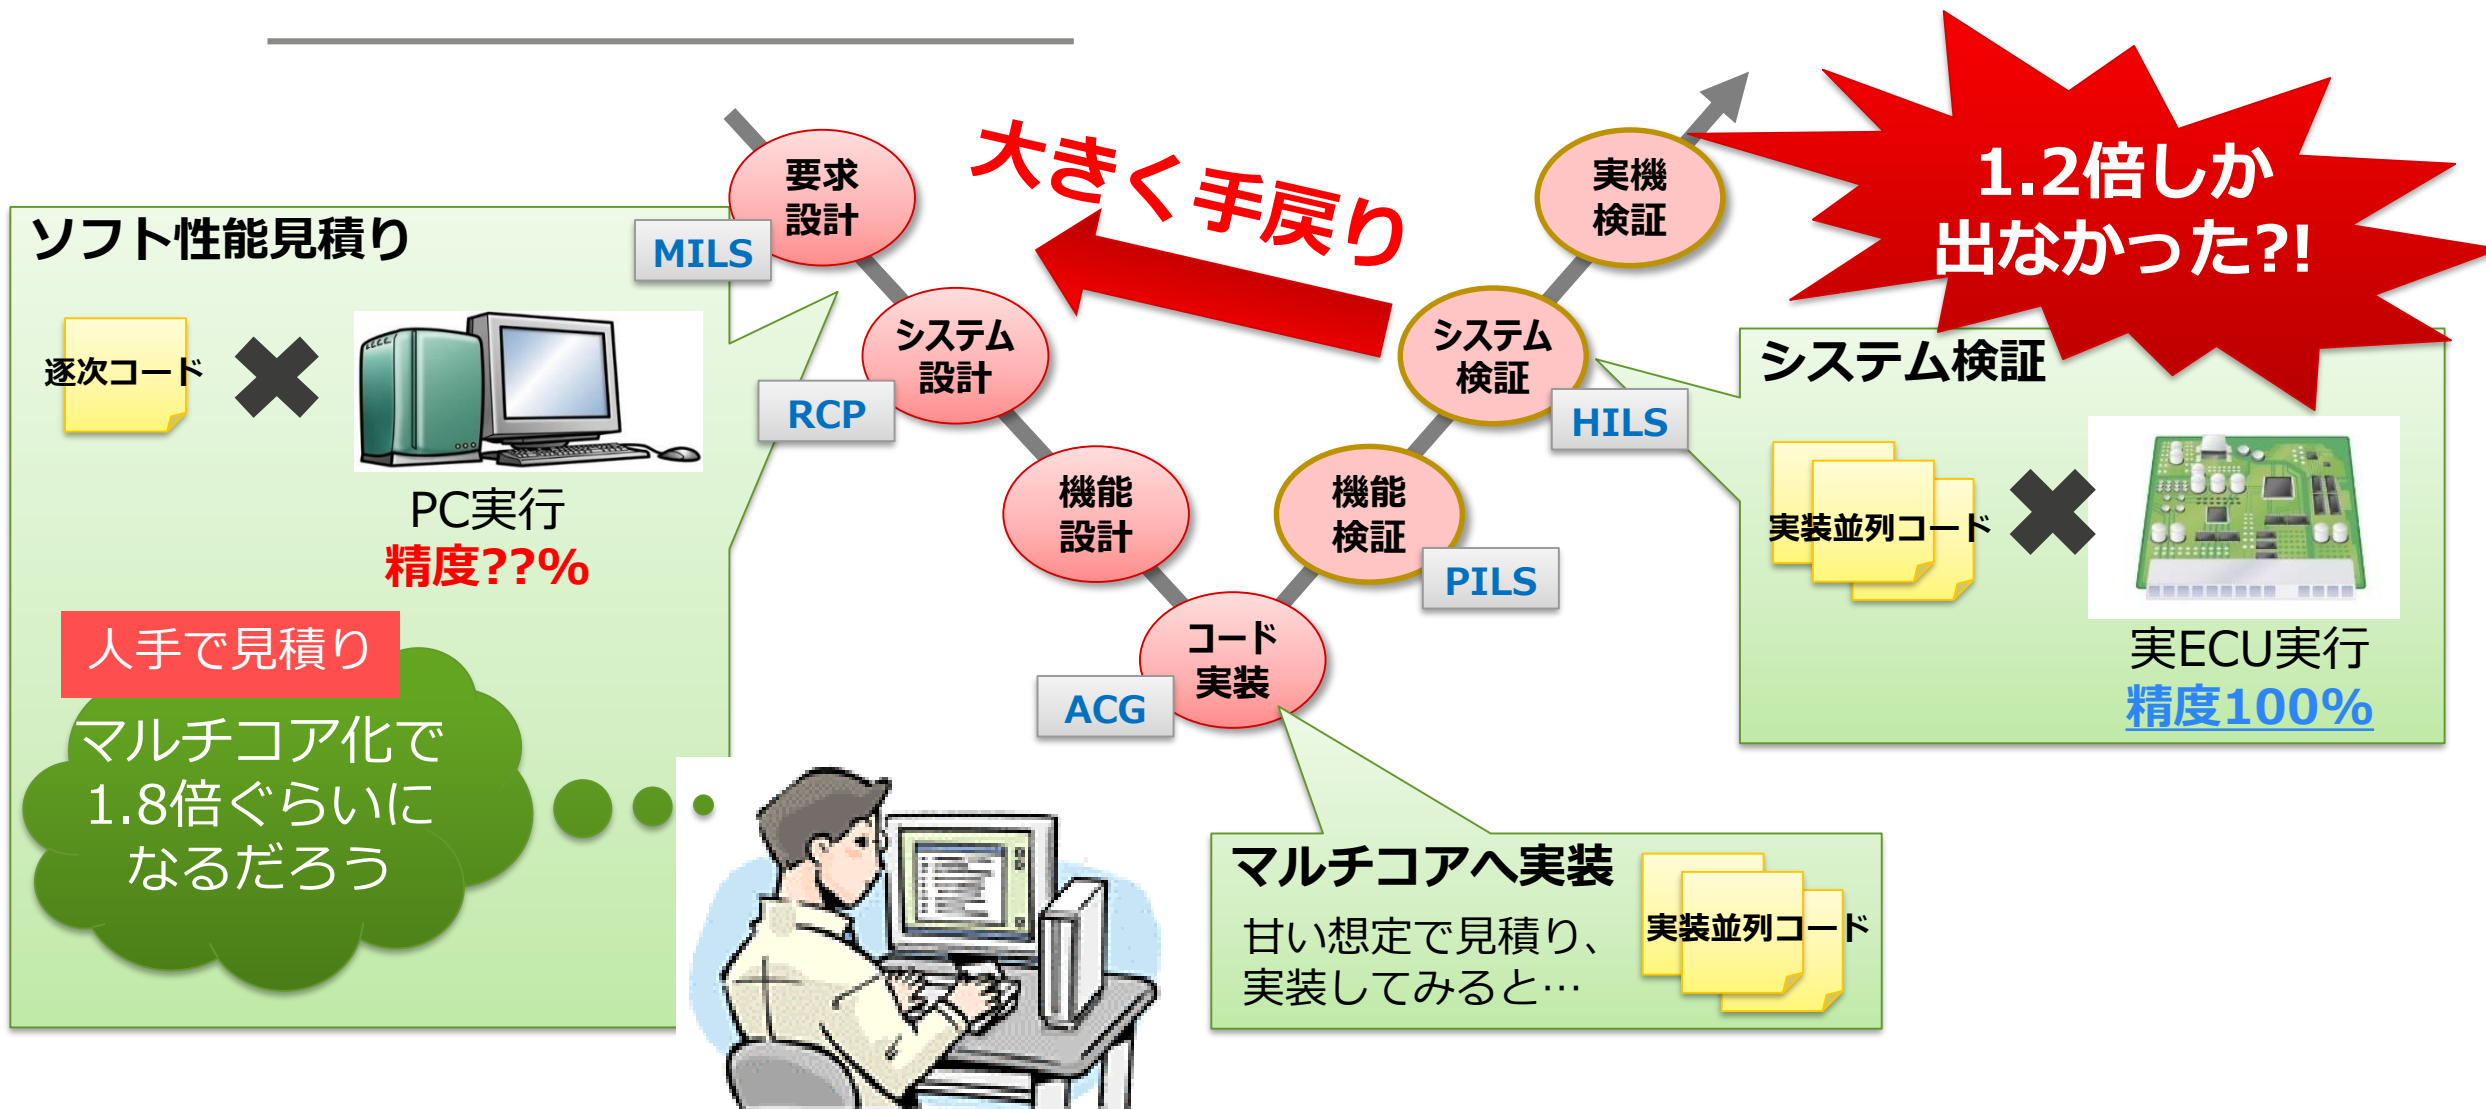 要求
設計
MILS
システム
設計
RCP
機能
設計
コード
実装
ACG
機能
検証
PILS
システム
検証
HILS
実機
検証
大きく手戻り
1.2倍しか
出なかった?!
ソフト性能見積り
逐次コード
PC実行
精度??%
人手で見積り
マルチコア化で
1.8倍ぐらいに
なるだろう
マルチコアへ実装
甘い想定で見積り、
実装してみると…
実装並列コード
システム検証
実装並列コード
実ECU実行
精度100%